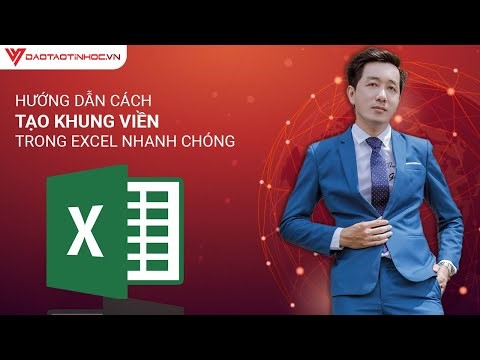 DAOTAOTINHOC.VN
HƯỚNG DẪN CÁCH
TẠO KHUNG VIỀN
TRONG EXCEL NHANH CHÓNG
X